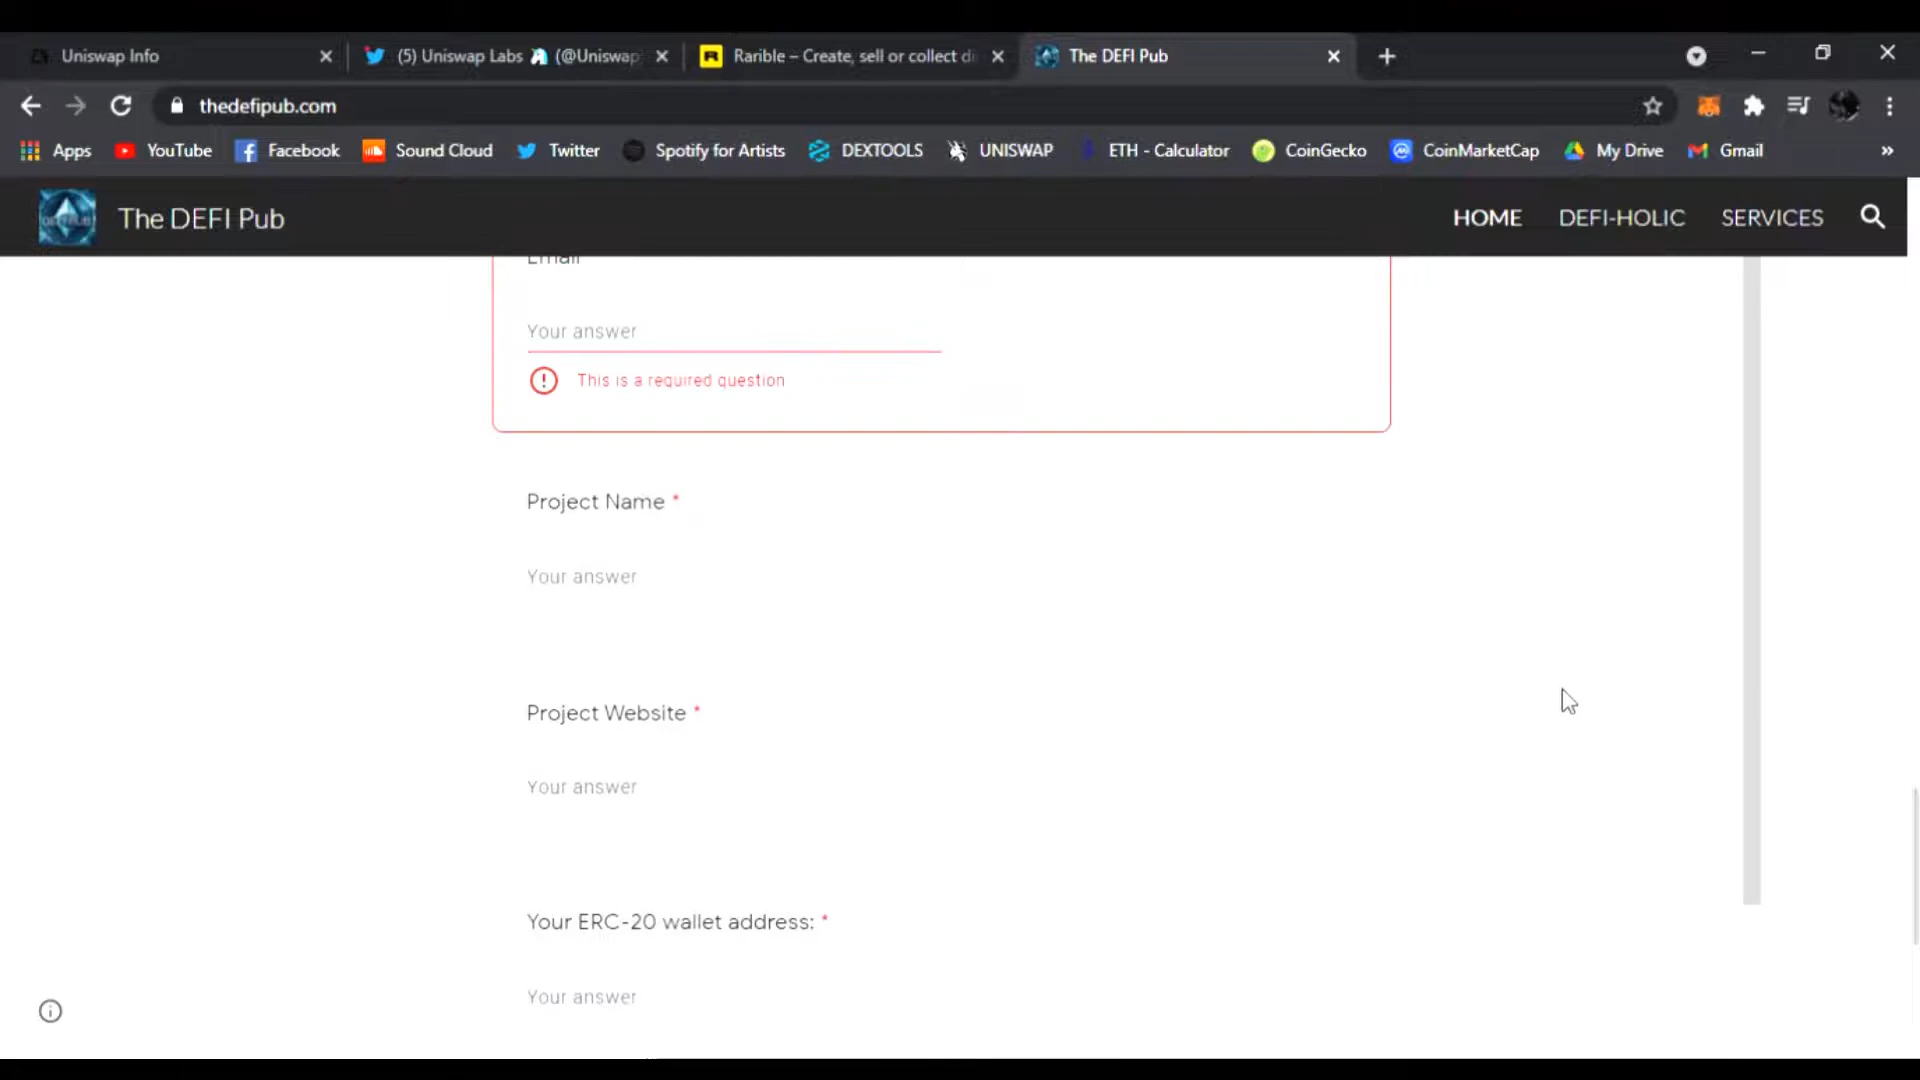 Uniswap Info
(5) Uniswap Labs (@Uniswap
Rarible – Create, sell or collect di
The DEFI Pub
thedefipub.com
Apps
YouTube
Facebook
Sound Cloud
Twitter
Spotify for Artists
DEXTOOLS
UNISWAP
ETH - Calculator
CoinGecko
CoinMarketCap
My Drive
Gmail
»
The DEFI Pub
HOME
DEFI-HOLIC
SERVICES
Email
Your answer
This is a required question
Project Name *
Your answer
Project Website *
Your answer
Your ERC-20 wallet address: *
Your answer